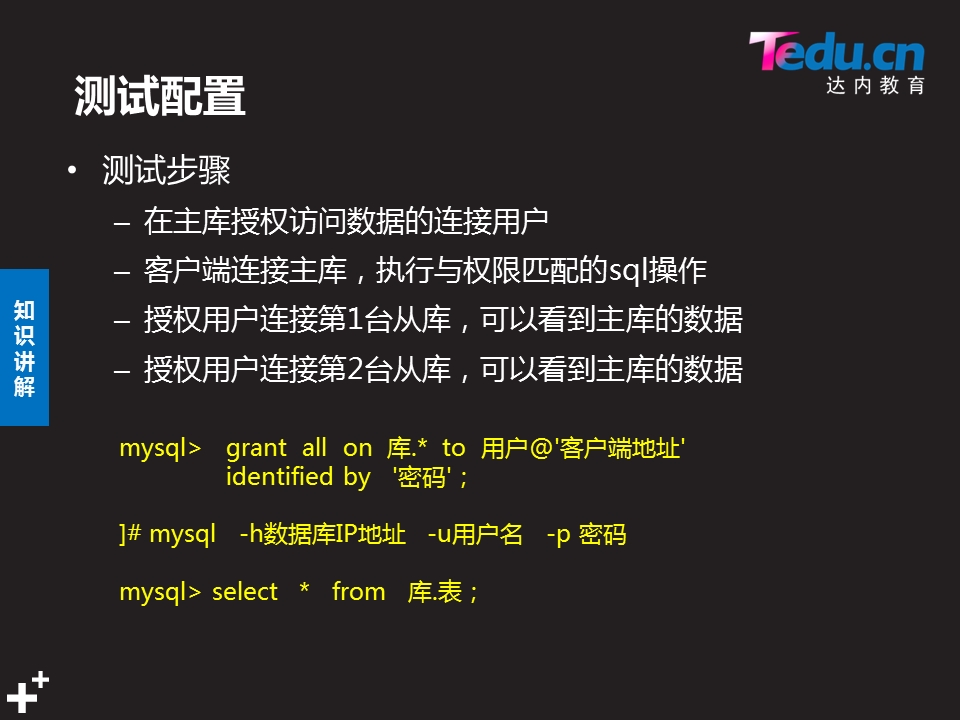 Tedu.cn
达内教育
测试配置
• 测试步骤
– 在主库授权访问数据的连接用户
– 客户端连接主库，执行与权限匹配的sql操作
– 授权用户连接第1台从库，可以看到主库的数据
– 授权用户连接第2台从库，可以看到主库的数据
知识讲解
mysql> grant all on 库.* to 用户@'客户端地址'
identified by '密码'；
]# mysql -h数据库IP地址 -u用户名 -p 密码
mysql> select * from 库.表；